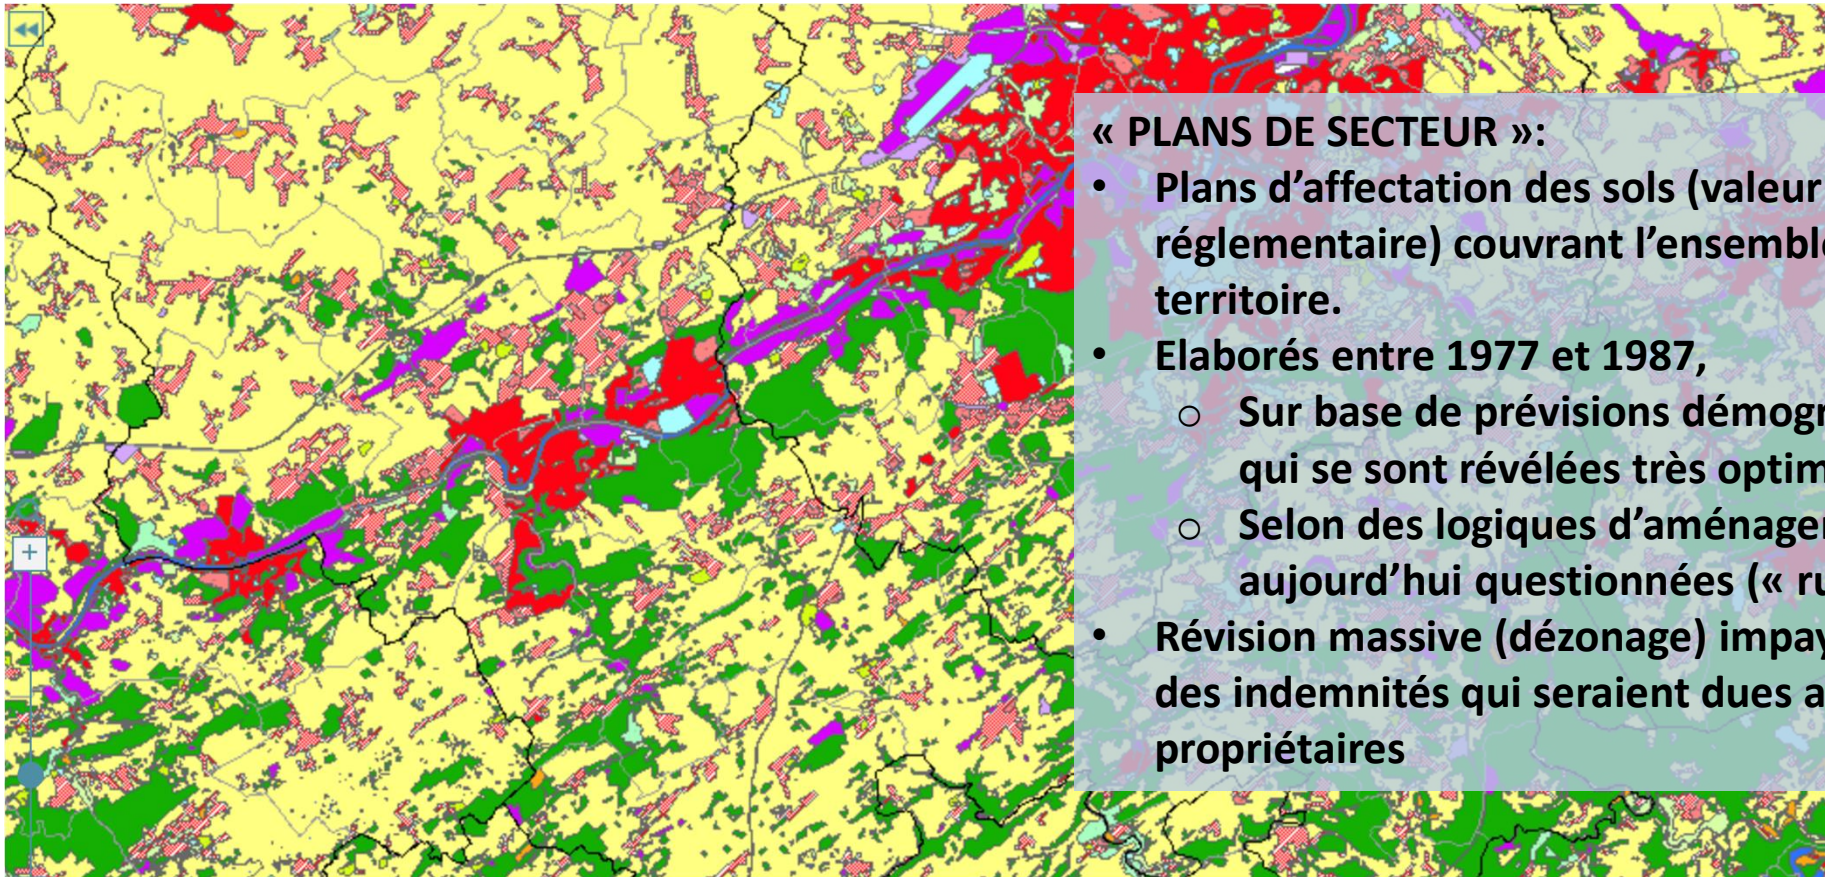 « PLANS DE SECTEUR »:
• Plans d’affectation des sols (valeur
réglementaire) couvrant l’ensemble
territoire.
• Elaborés entre 1977 et 1987,
o Sur base de prévisions démogr
qui se sont révélées très optim
o Selon des logiques d’aménager
aujourd’hui questionnées (« ru
• Révision massive (dézonage) impay
des indemnités qui seraient dues a
propriétaires
+